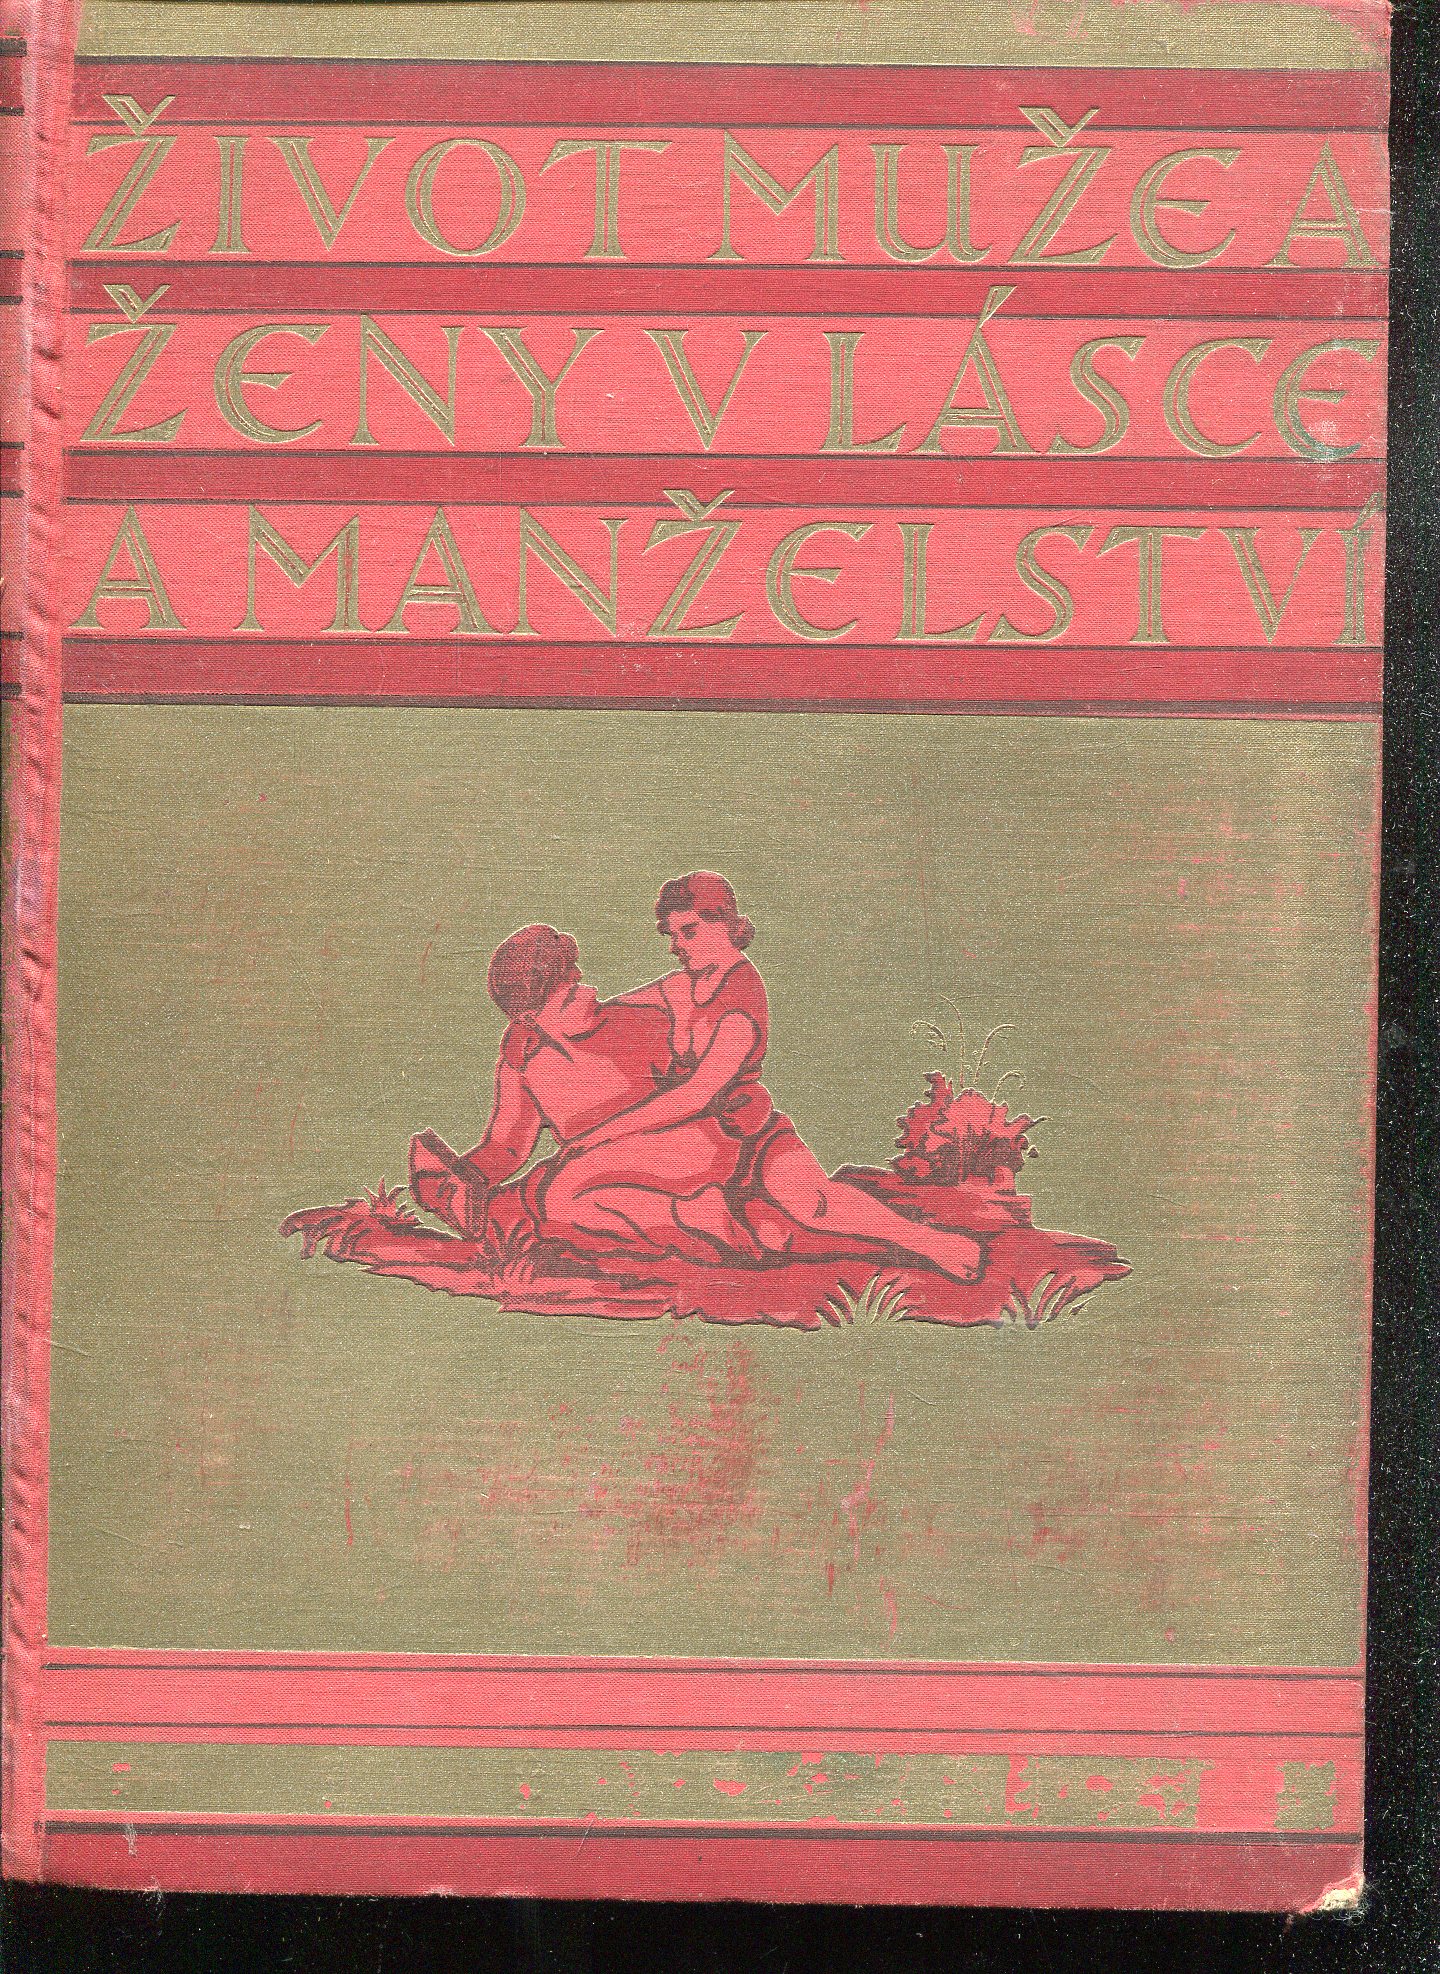 ŽIVOT MUŽE A
ŽENY V LÁSCE
A MANŽELSTVÍ